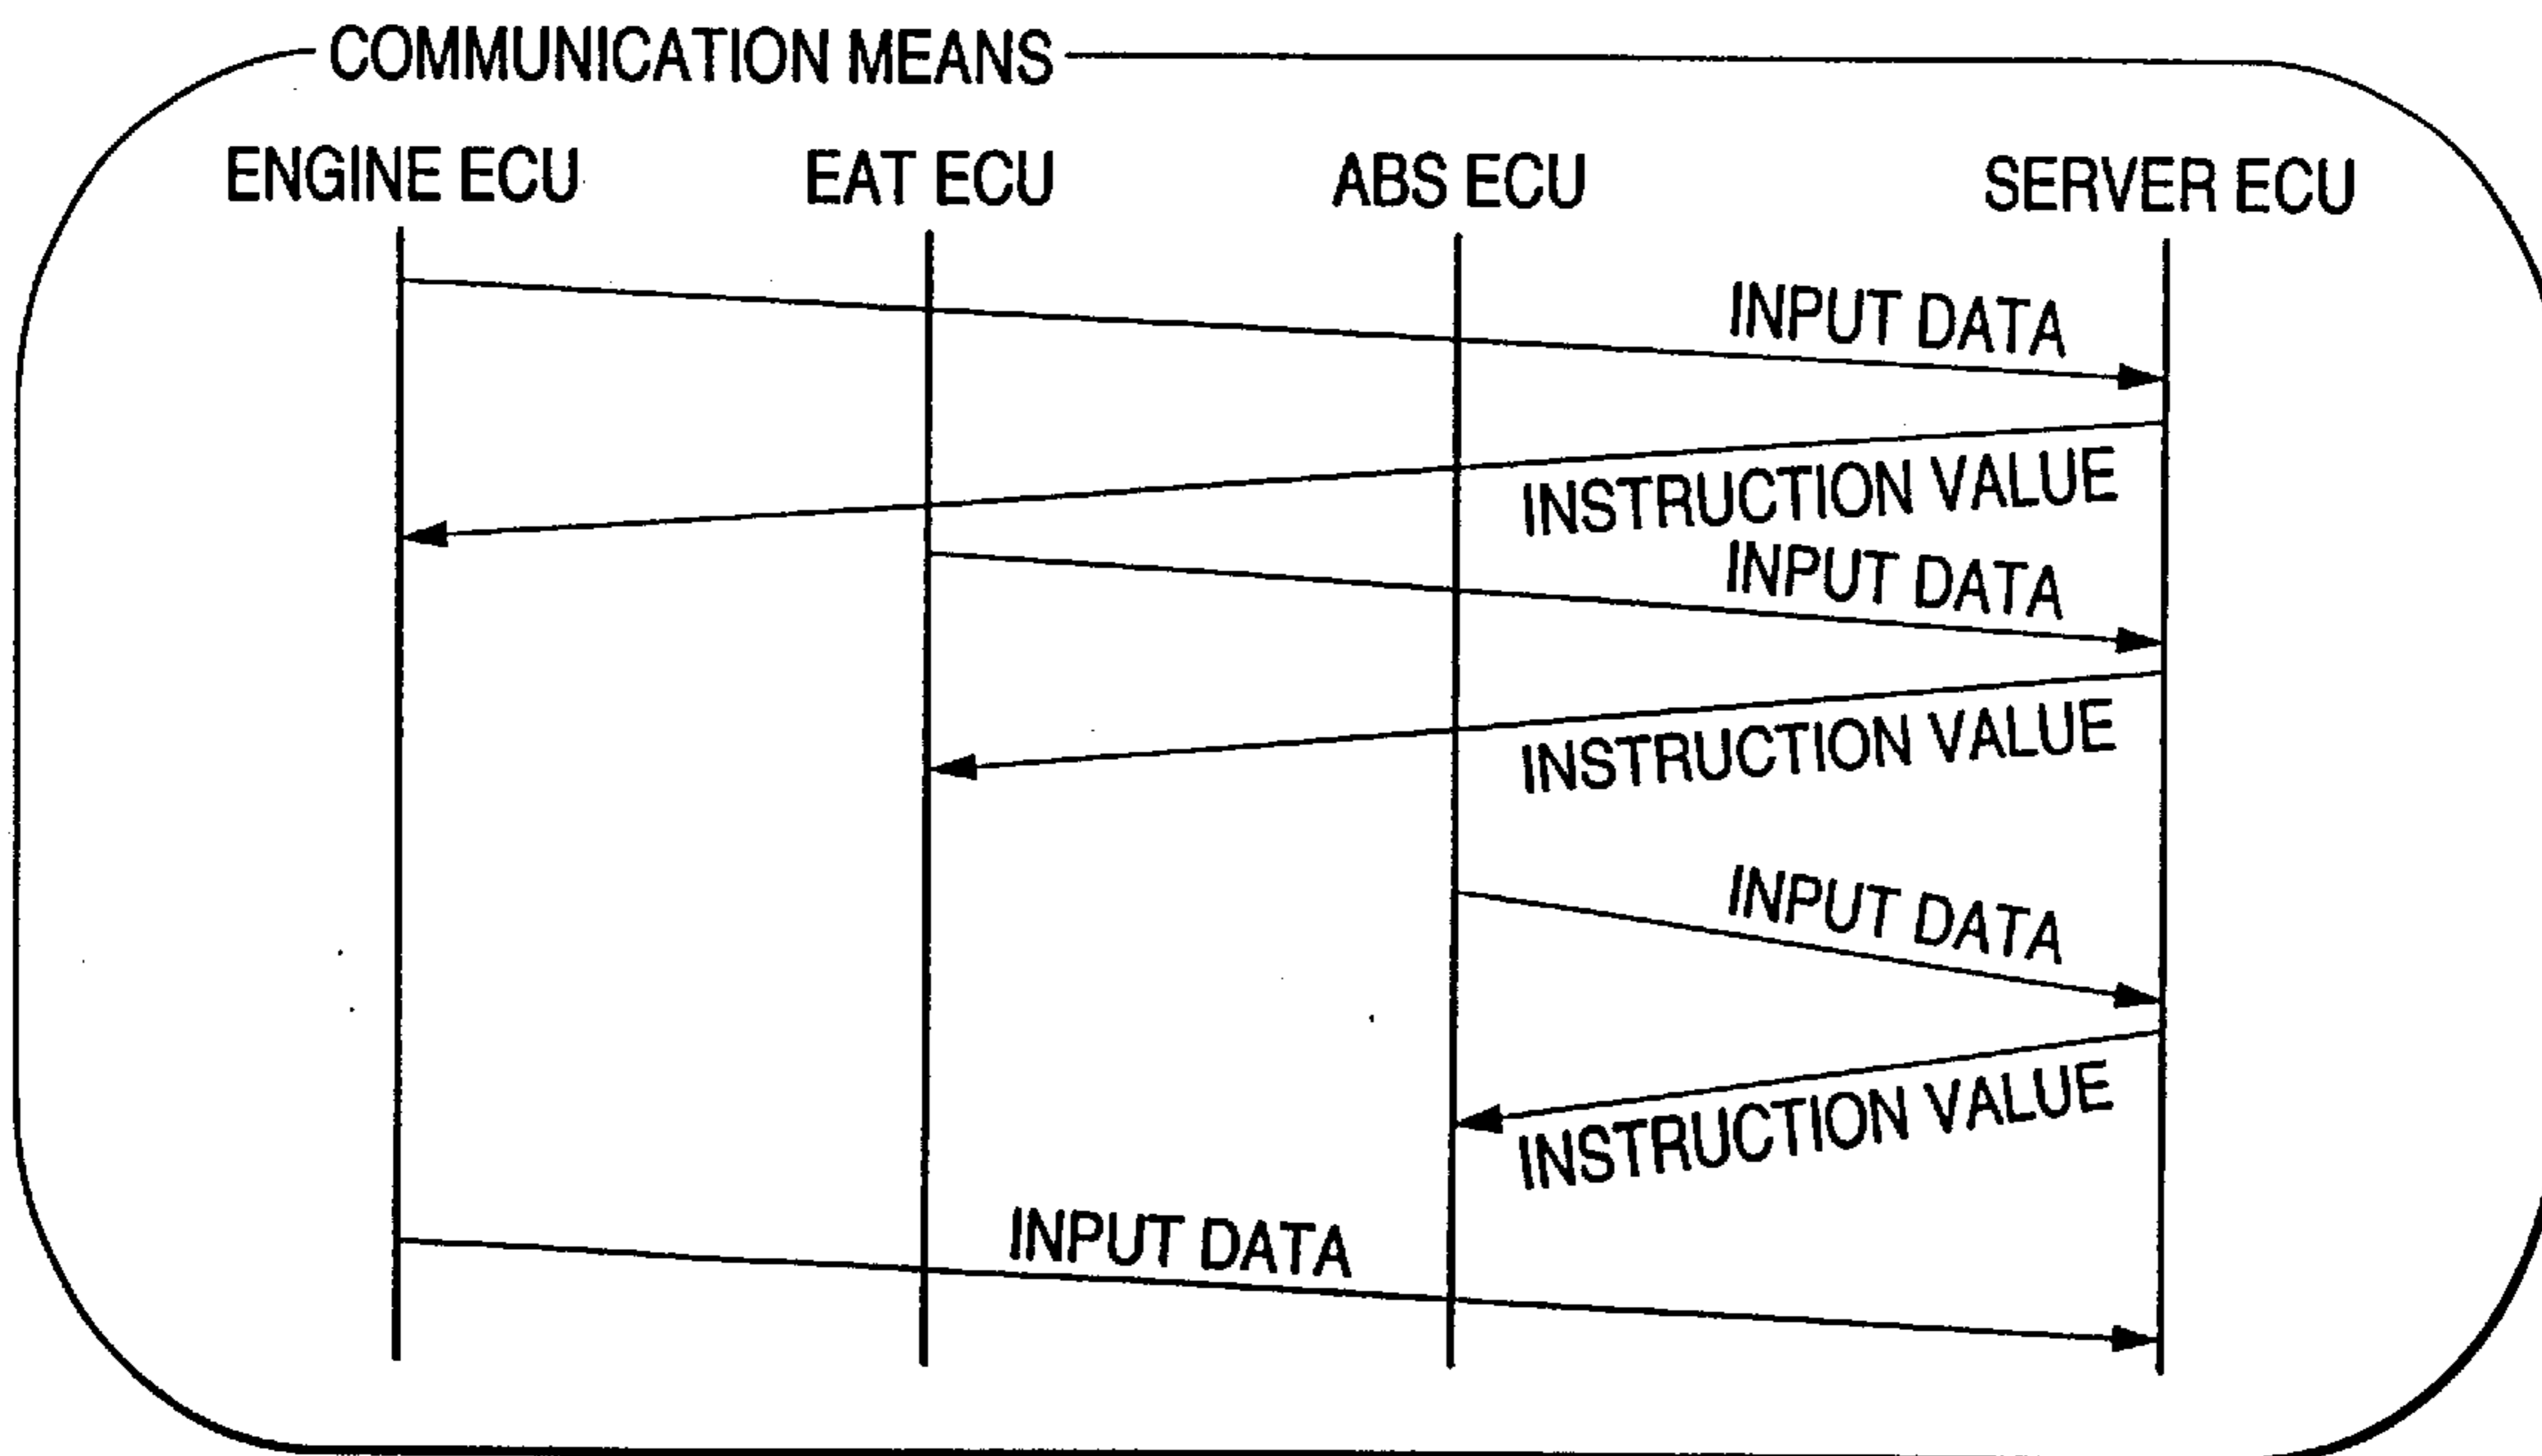 COMMUNICATION MEANS
ENGINE ECU
EAT ECU
ABS ECU
SERVER ECU
INPUT DATA
INSTRUCTION VALUE
INPUT DATA
INSTRUCTION VALUE
INPUT DATA
INSTRUCTION VALUE
INPUT DATA